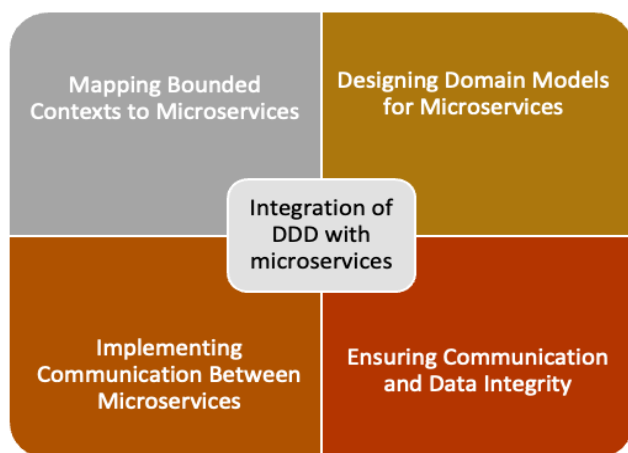 Mapping Bounded
Contexts to Microservices
Designing Domain Models
for Microservices
Integration of
DDD with
microservices
Implementing
Communication Between
Microservices
Ensuring Communication
and Data Integrity